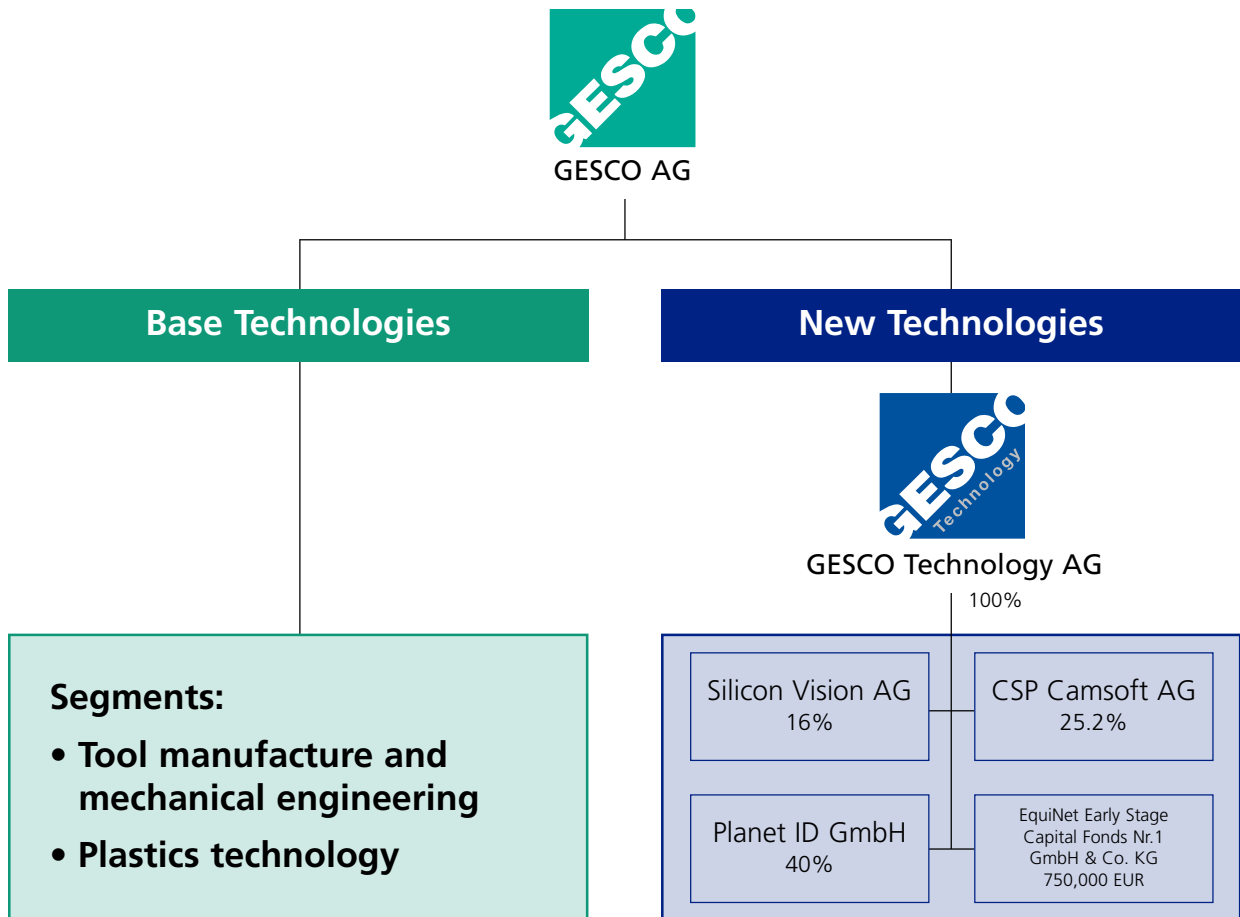 GESCO
GESCO AG
Base Technologies
New Technologies
GESCO
Technology
GESCO Technology AG
100%
Segments:
• Tool manufacture and
mechanical engineering
• Plastics technology
Silicon Vision AG
16%
CSP Camsoft AG
25.2%
Planet ID GmbH
40%
EquiNet Early Stage
Capital Fonds Nr.1
GmbH & Co. KG
750,000 EUR